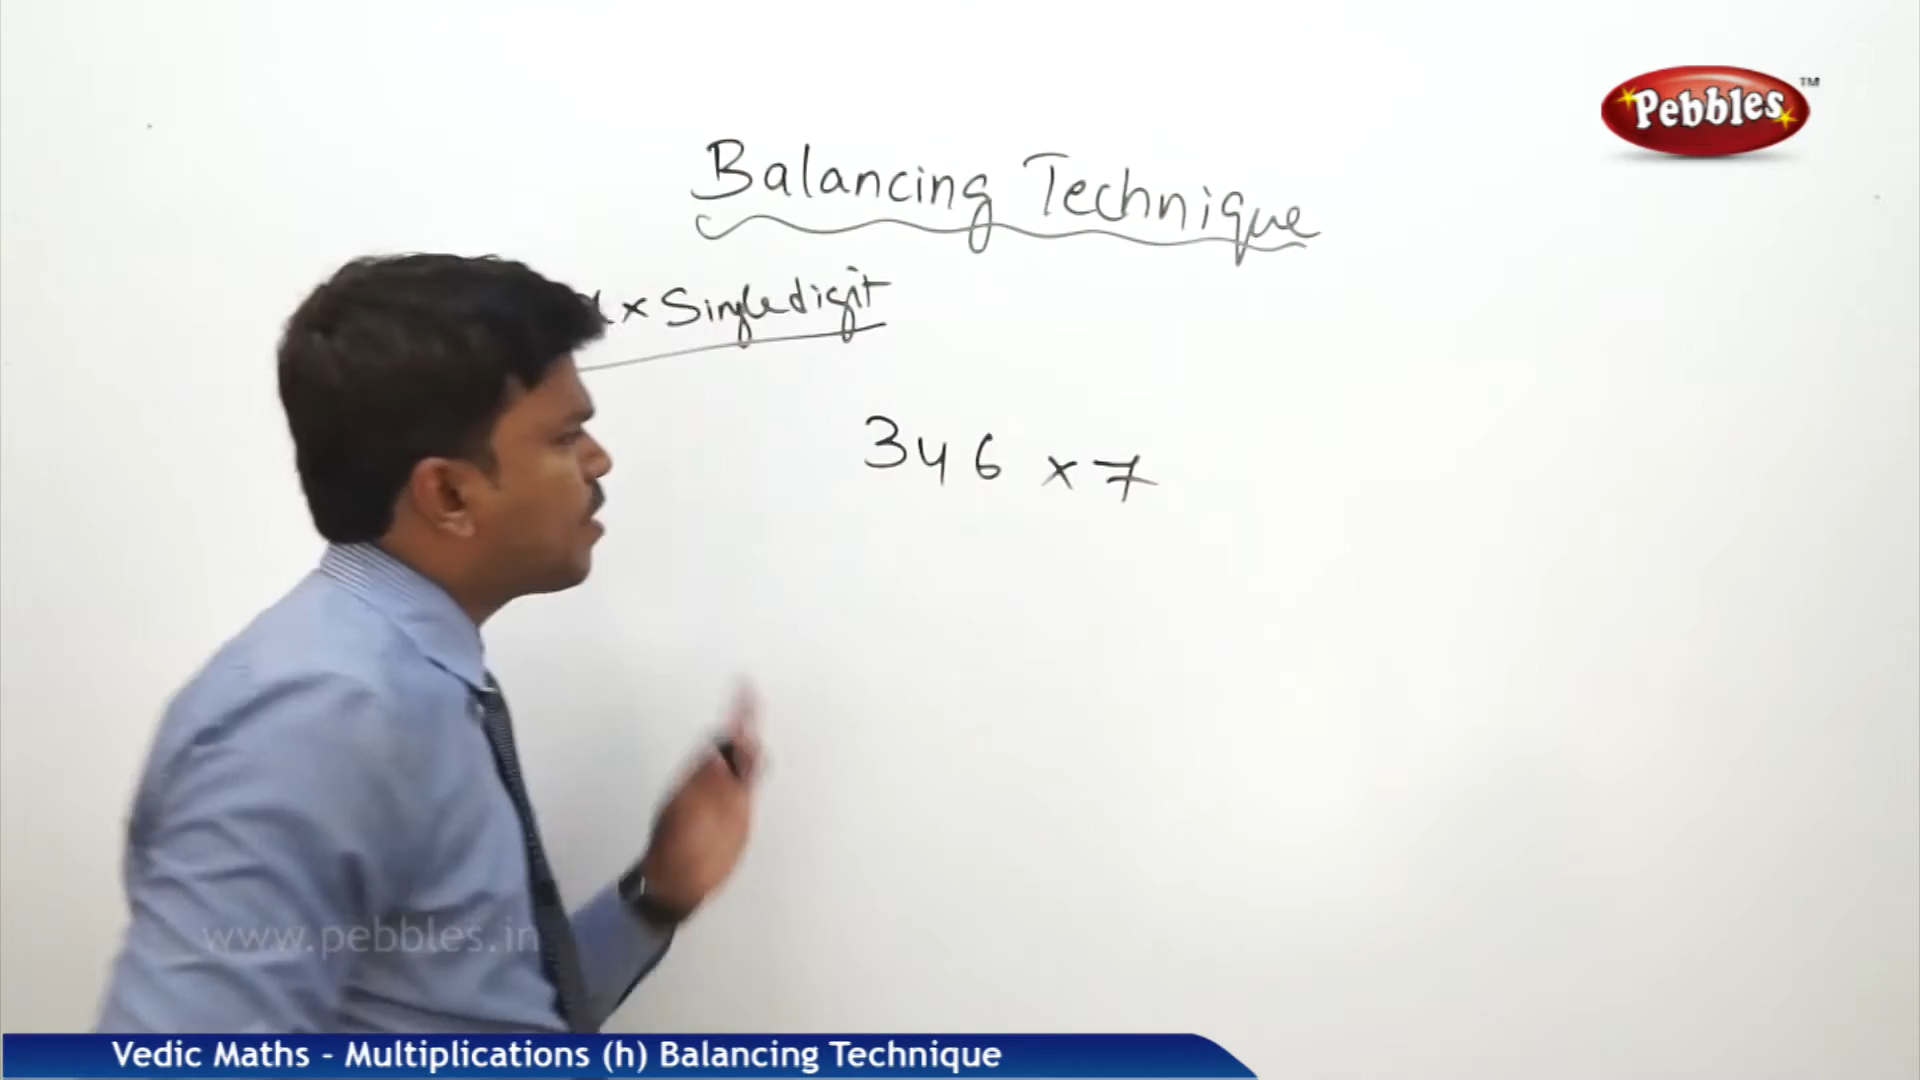 Pebbles TM
Balancing Technique
x Single digit
346 x 7
www.pebbles.in
Vedic Maths - Multiplications (h) Balancing Technique